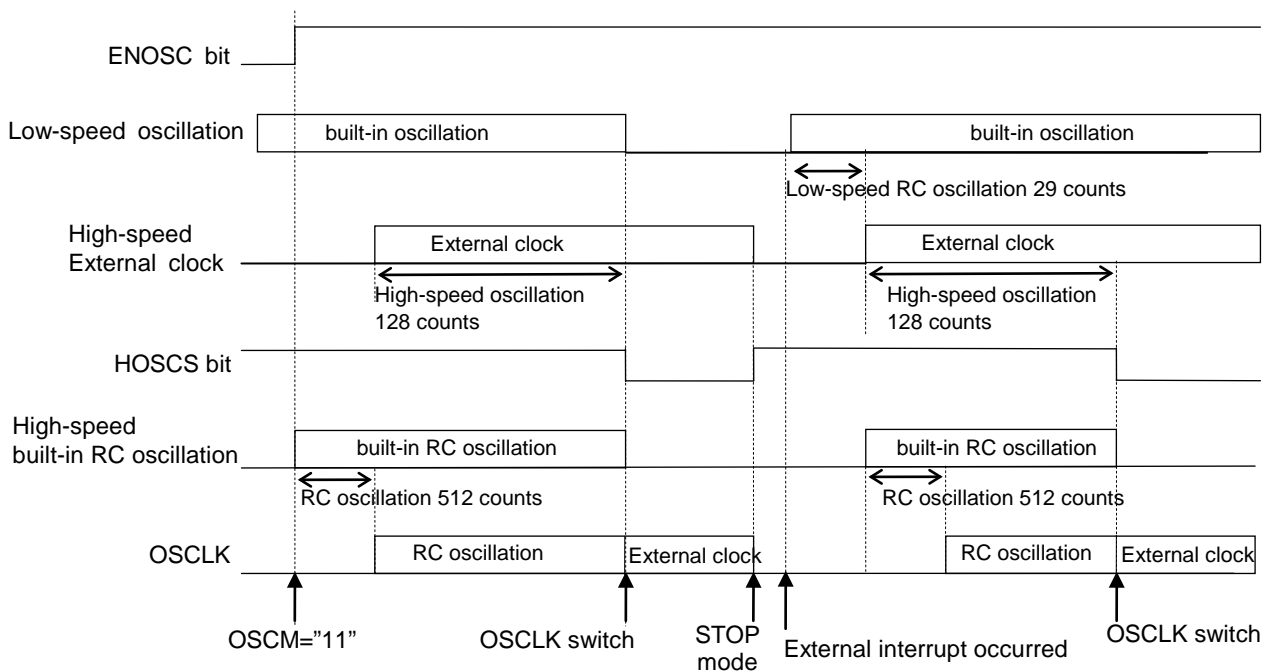 ENOSC bit
Low-speed oscillation
built-in oscillation
built-in oscillation
Low-speed RC oscillation 29 counts
High-speed
External clock
External clock
External clock
High-speed oscillation
128 counts
High-speed oscillation
128 counts
HOSCS bit
High-speed
built-in RC oscillation
built-in RC oscillation
built-in RC oscillation
RC oscillation 512 counts
RC oscillation 512 counts
OSCLK
RC oscillation
External clock
RC oscillation
External clock
OSCM=”11”
OSCLK switch
STOP
mode
External interrupt occurred
OSCLK switch